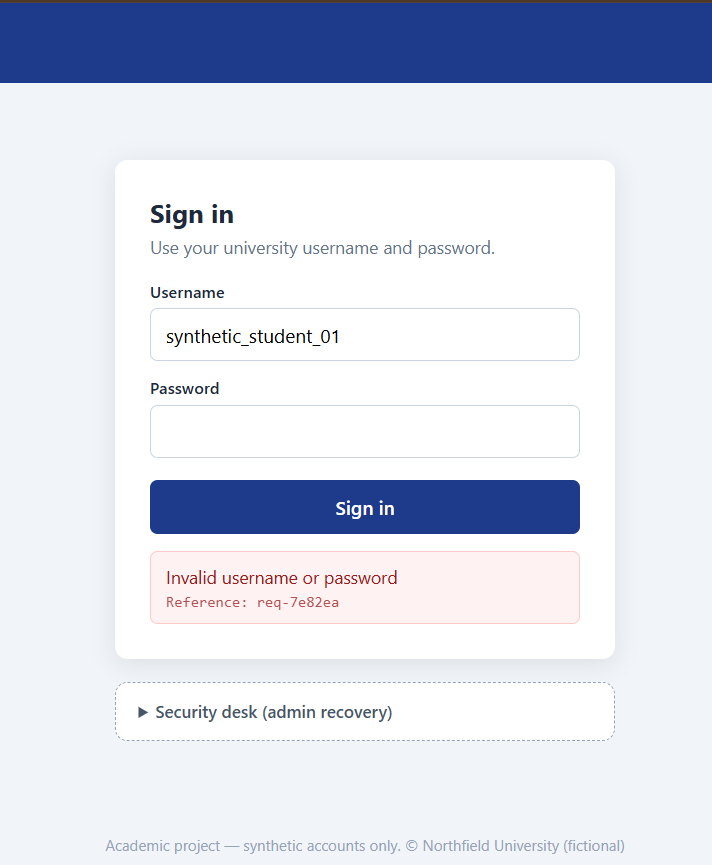 Sign in
Use your university username and password.
Username
synthetic_student_01
Password
Sign in
Invalid username or password
Reference: req-7e82ea
▶ Security desk (admin recovery)
Academic project — synthetic accounts only. © Northfield University (fictional)